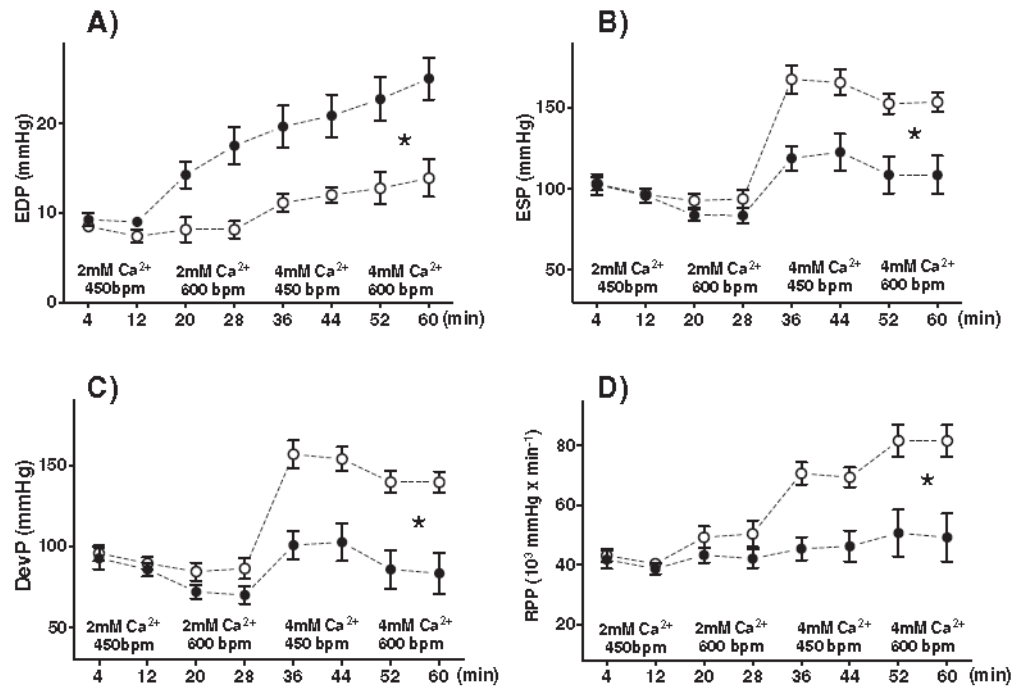 A)
EDP (mmHg)
20
10
0
2mM Ca²⁺ 2mM Ca²⁺ 4mM Ca²⁺ 4mM Ca²⁺
450bpm 600 bpm 450 bpm 600 bpm
4 12 20 28 36 44 52 60 (min)
B)
ESP (mmHg)
150
100
50
2mM Ca²⁺ 2mM Ca²⁺ 4mM Ca²⁺ 4mM Ca²⁺
450bpm 600 bpm 450 bpm 600 bpm
4 12 20 28 36 44 52 60 (min)
C)
DevP (mmHg)
150
100
50
2mM Ca²⁺ 2mM Ca²⁺ 4mM Ca²⁺ 4mM Ca²⁺
450bpm 600 bpm 450 bpm 600 bpm
4 12 20 28 36 44 52 60 (min)
D)
RPP (10³ mmHg x min⁻¹)
80
60
40
20
2mM Ca²⁺ 2mM Ca²⁺ 4mM Ca²⁺ 4mM Ca²⁺
450bpm 600 bpm 450 bpm 600 bpm
4 12 20 28 36 44 52 60 (min)